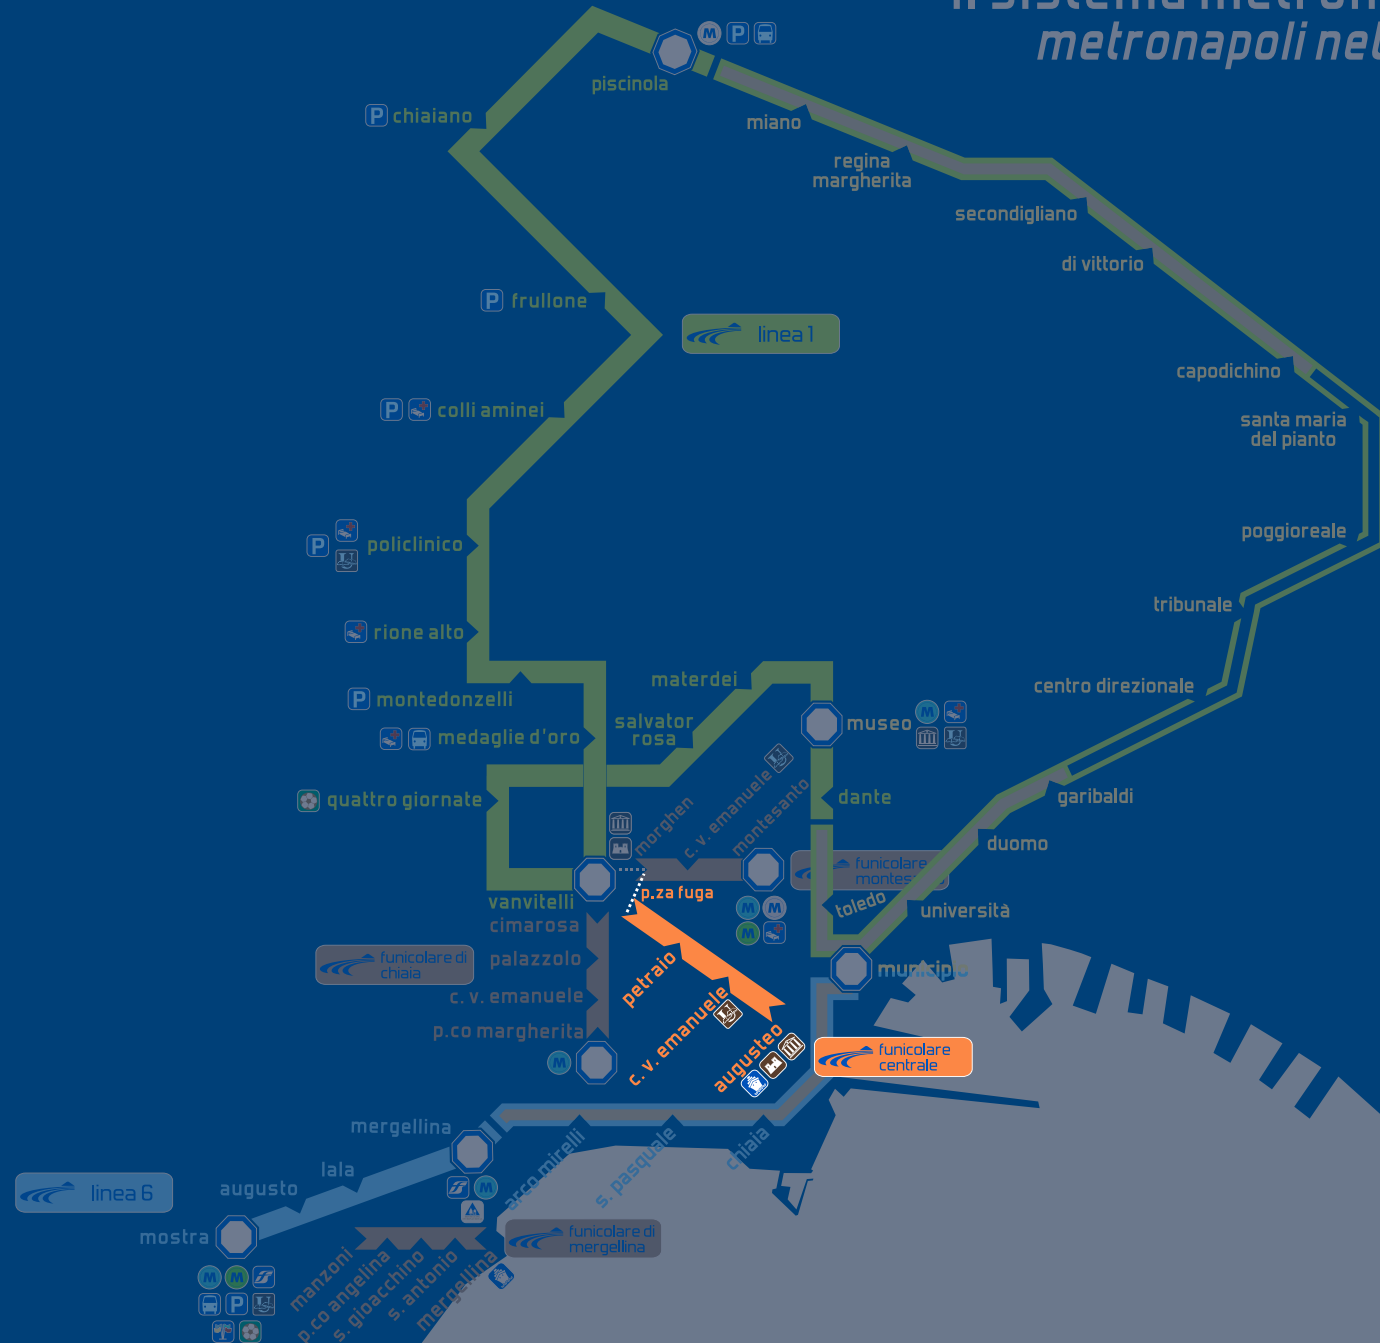 metronapoli
piscinola
P
chiaiano
miano
regina
margherita
secondigliano
di vittorio
P
frullone
linea 1
capodichino
P
colli aminei
santa maria
del pianto
P
policlinico
poggioreale
tribunale
rione alto
materdei
centro direzionale
P
montedonzelli
salvator
rosa
museo
M
medaglie d'oro
quattro giornate
c. v. emanuele
montesanto
morghen
dante
garibaldi
duomo
funicolare
vanvitelli
p.za fuga
toledo
università
cimarosa
M
M
M
funicolare di
chiaia
palazzolo
petraio
municipio
c. v. emanuele
c. v. emanuele
p.co margherita
augusteo
funicolare
centrale
M
mergellina
lala
arco mirelli
s. pasquale
chiaia
linea 6
augusto
M
mostra
funicolare di
mergellina
manzoni
p.co angelina
s. gioacchino
s. antonio
mergellina
M
M
P
M
P